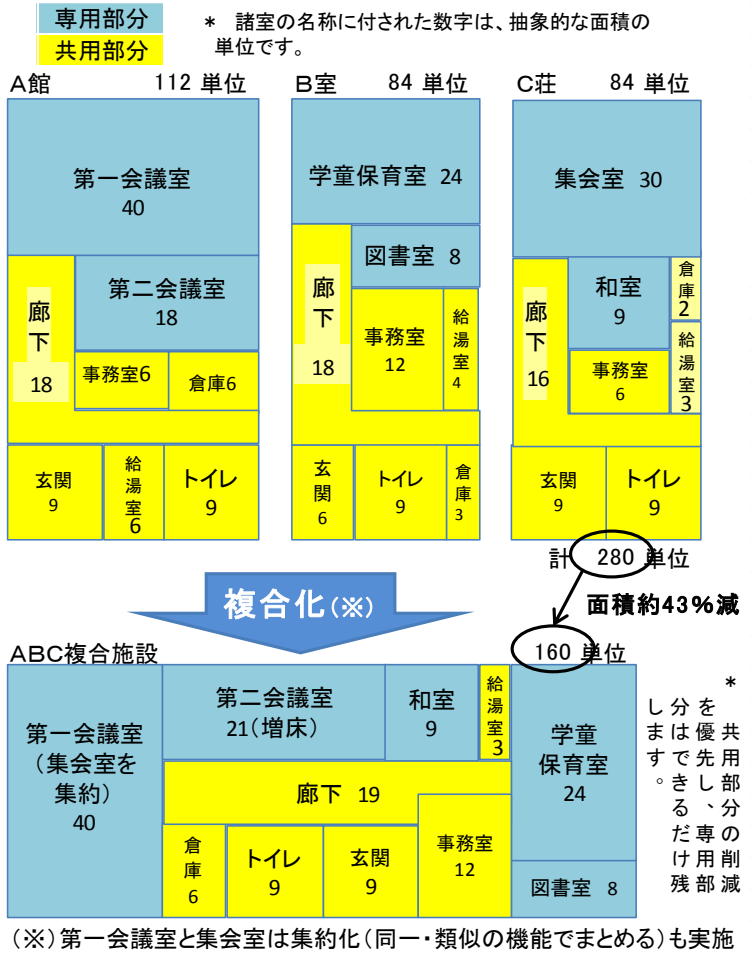 専用部分
共用部分
* 諸室の名称に付された数字は、抽象的な面積の
単位です。
A館 112 単位
第一会議室
40
廊下
18
第二会議室
18
事務室6
倉庫6
玄関
9
給湯室
6
トイレ
9
B室 84 単位
学童保育室 24
廊下
18
図書室 8
事務室
12
給湯室
4
玄関
6
トイレ
9
倉庫
3
C荘 84 単位
集会室 30
廊下
16
和室
9
倉庫
2
事務室
6
給湯室
3
玄関
9
トイレ
9
計 280 単位
複合化(※)
面積約43%減
ABC複合施設 160 単位
第一会議室
(集会室を
集約)
40
第二会議室
21(増床)
和室
9
給湯室
3
学童
保育室
24
廊下 19
倉庫
6
トイレ
9
玄関
9
事務室
12
図書室 8
* 共用部分の削減
を優先し、専用部
分はできるだけ残
します。
(※)第一会議室と集会室は集約化(同一・類似の機能でまとめる)も実施